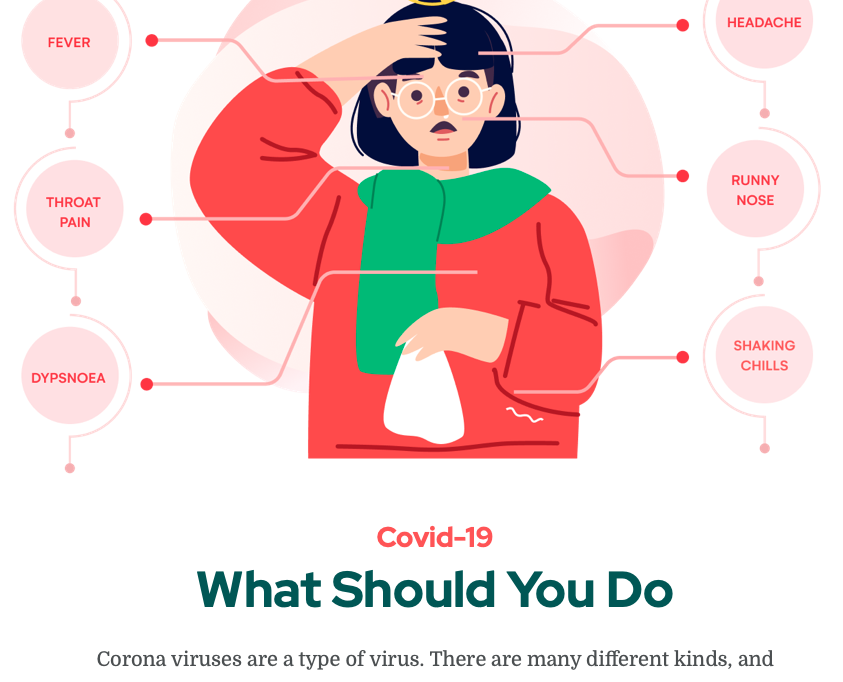 FEVER
HEADACHE
THROAT
PAIN
RUNNY
NOSE
DYPSNOEA
SHAKING
CHILLS
Covid-19
What Should You Do
Corona viruses are a type of virus. There are many different kinds, and